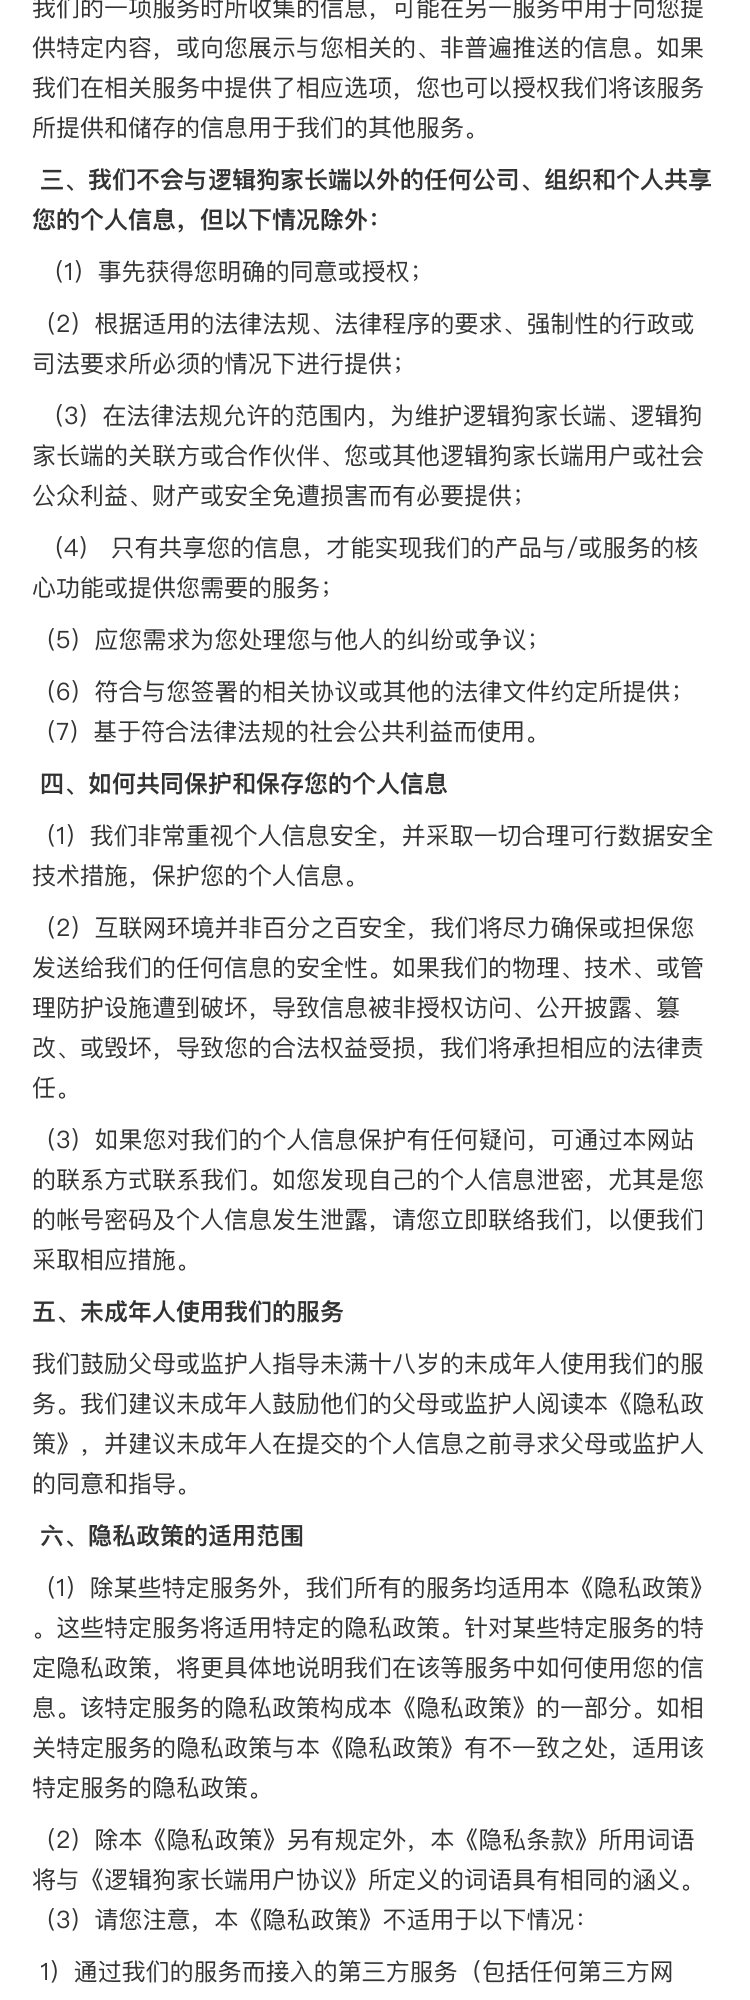 我们的一项服务时所收集的信息，可能在另一服务中用于向您提
供特定内容，或向您展示与您相关的、非普遍推送的信息。如果
我们在相关服务中提供了相应选项，您也可以授权我们将该服务
所提供和储存的信息用于我们的其他服务。
三、我们不会与逻辑狗家长端以外的任何公司、组织和个人共享
您的个人信息，但以下情况除外：
（1）事先获得您明确的同意或授权；
（2）根据适用的法律法规、法律程序的要求、强制性的行政或
司法要求所必须的情况下进行提供；
（3）在法律法规允许的范围内，为维护逻辑狗家长端、逻辑狗
家长端的关联方或合作伙伴、您或其他逻辑狗家长端用户或社会
公众利益、财产或安全免遭损害而有必要提供；
（4） 只有共享您的信息，才能实现我们的产品与/或服务的核
心功能或提供您需要的服务；
（5）应您需求为您处理您与他人的纠纷或争议；
（6）符合与您签署的相关协议或其他的法律文件约定所提供；
（7）基于符合法律法规的社会公共利益而使用。
四、如何共同保护和保存您的个人信息
（1）我们非常重视个人信息安全，并采取一切合理可行数据安全
技术措施，保护您的个人信息。
（2）互联网环境并非百分之百安全，我们将尽力确保或担保您
发送给我们的任何信息的安全性。如果我们的物理、技术、或管
理防护设施遭到破坏，导致信息被非授权访问、公开披露、篡
改、或毁坏，导致您的合法权益受损，我们将承担相应的法律责
任。
（3）如果您对我们的个人信息保护有任何疑问，可通过本网站
的联系方式联系我们。如您发现自己的个人信息泄密，尤其是您
的帐号密码及个人信息发生泄露，请您立即联络我们，以便我们
采取相应措施。
五、未成年人使用我们的服务
我们鼓励父母或监护人指导未满十八岁的未成年人使用我们的服
务。我们建议未成年人鼓励他们的父母或监护人阅读本《隐私政
策》，并建议未成年人在提交的个人信息之前寻求父母或监护人
的同意和指导。
六、隐私政策的适用范围
（1）除某些特定服务外，我们所有的服务均适用本《隐私政策》
。这些特定服务将适用特定的隐私政策。针对某些特定服务的特
定隐私政策，将更具体地说明我们在该等服务中如何使用您的信
息。该特定服务的隐私政策构成本《隐私政策》的一部分。如相
关特定服务的隐私政策与本《隐私政策》有不一致之处，适用该
特定服务的隐私政策。
（2）除本《隐私政策》另有规定外，本《隐私条款》所用词语
将与《逻辑狗家长端用户协议》所定义的词语具有相同的涵义。
（3）请您注意，本《隐私政策》不适用于以下情况：
1）通过我们的服务而接入的第三方服务（包括任何第三方网